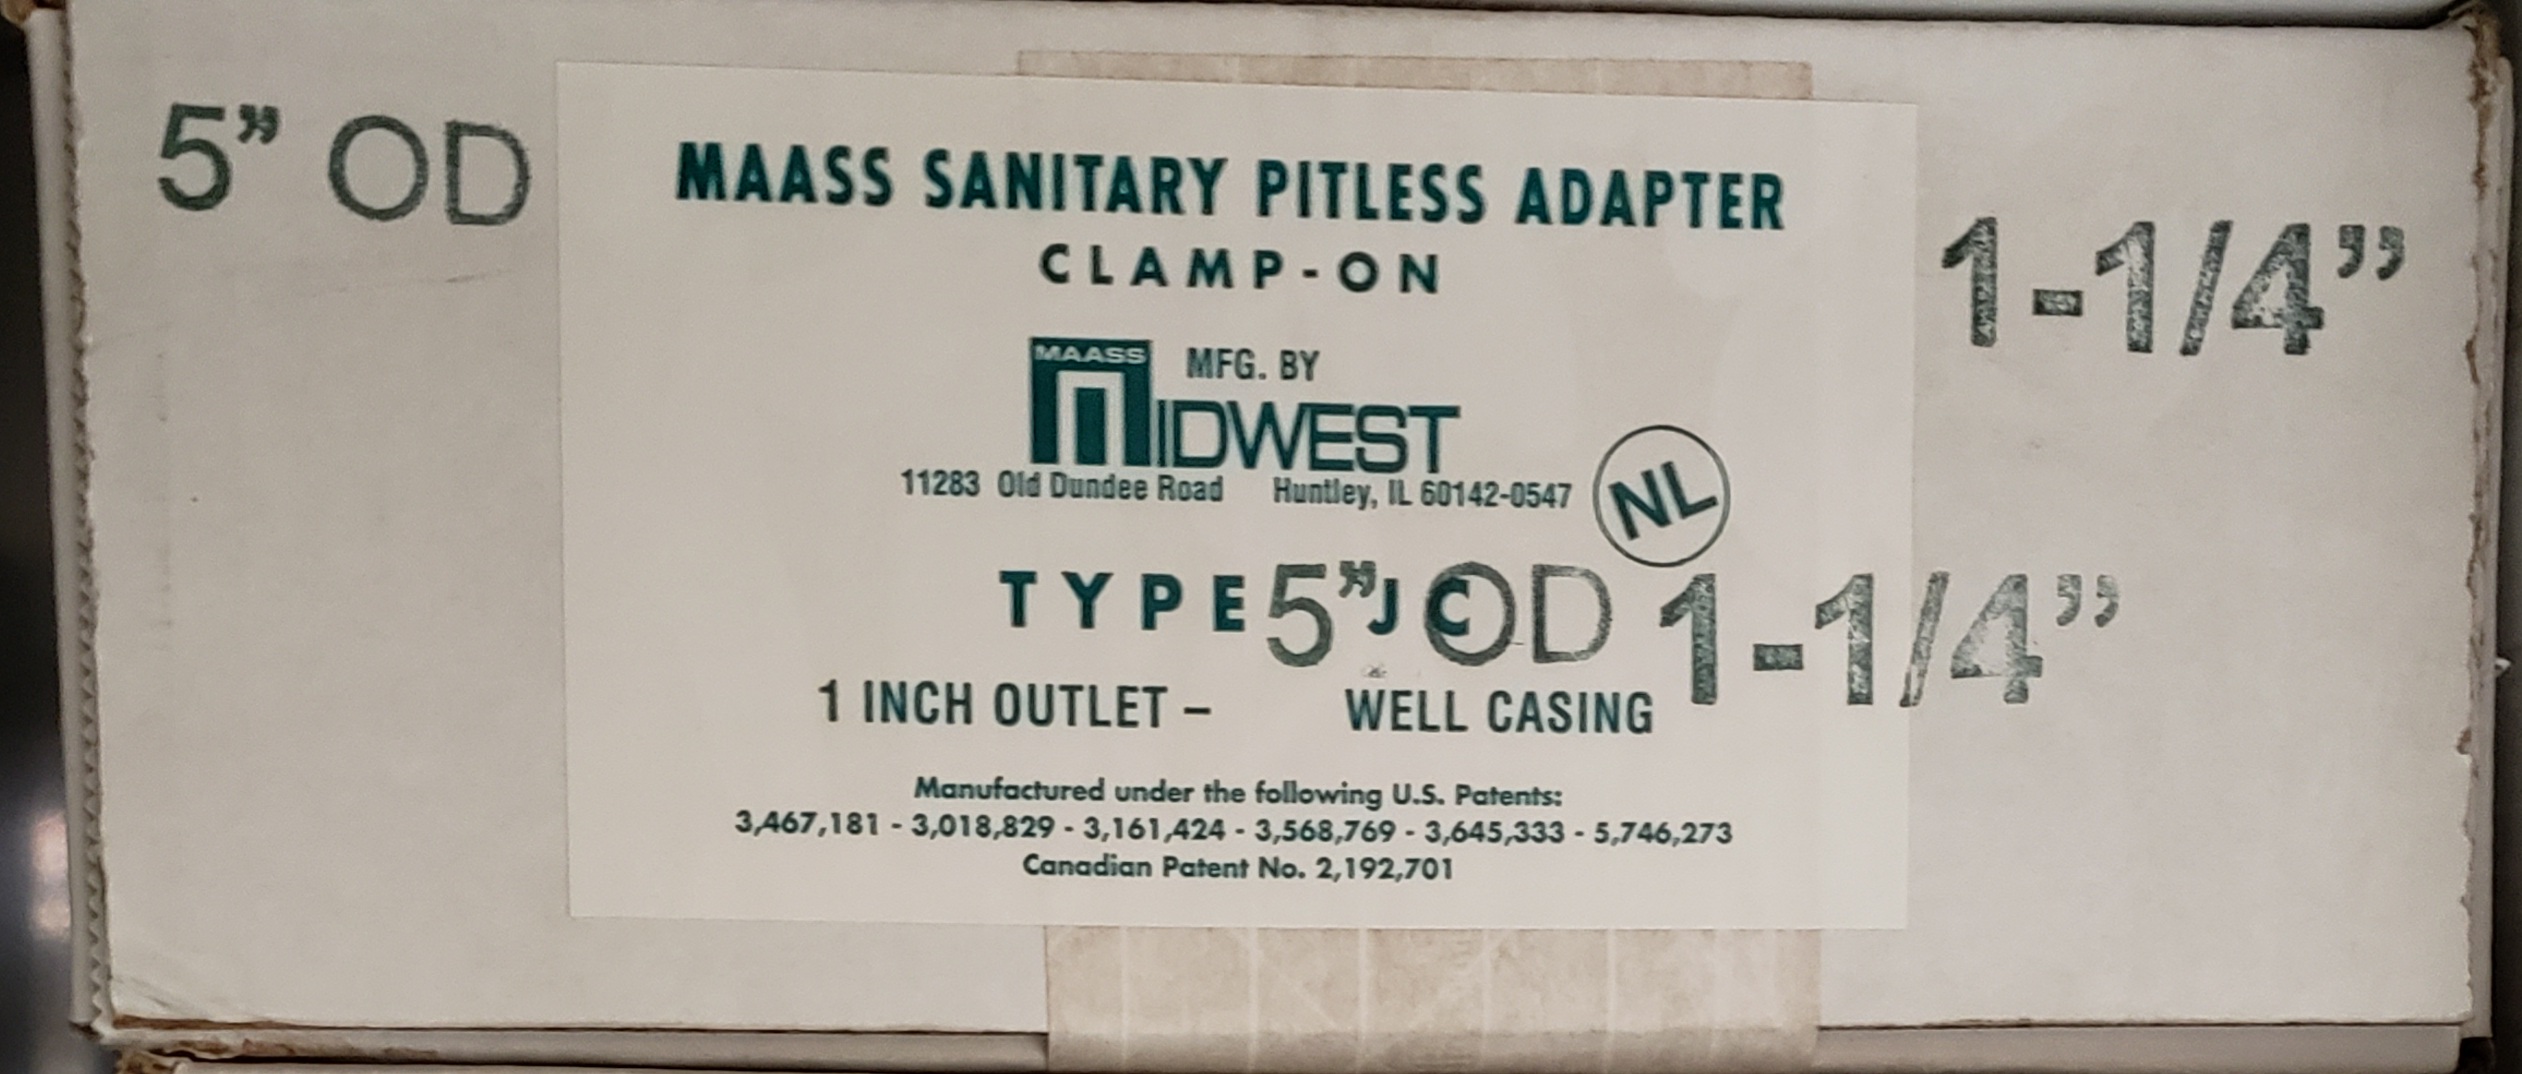 5” OD
MAASS SANITARY PITLESS ADAPTER
CLAMP-ON
1-1/4”
MAASS
MFG. BY
MIDWEST
11283 Old Dundee Road Huntley, IL 60142-0547
NL
TYPE JC
5” OD 1-1/4”
1 INCH OUTLET – WELL CASING
Manufactured under the following U.S. Patents:
3,467,181 - 3,018,829 - 3,161,424 - 3,568,769 - 3,645,333 - 5,746,273
Canadian Patent No. 2,192,701